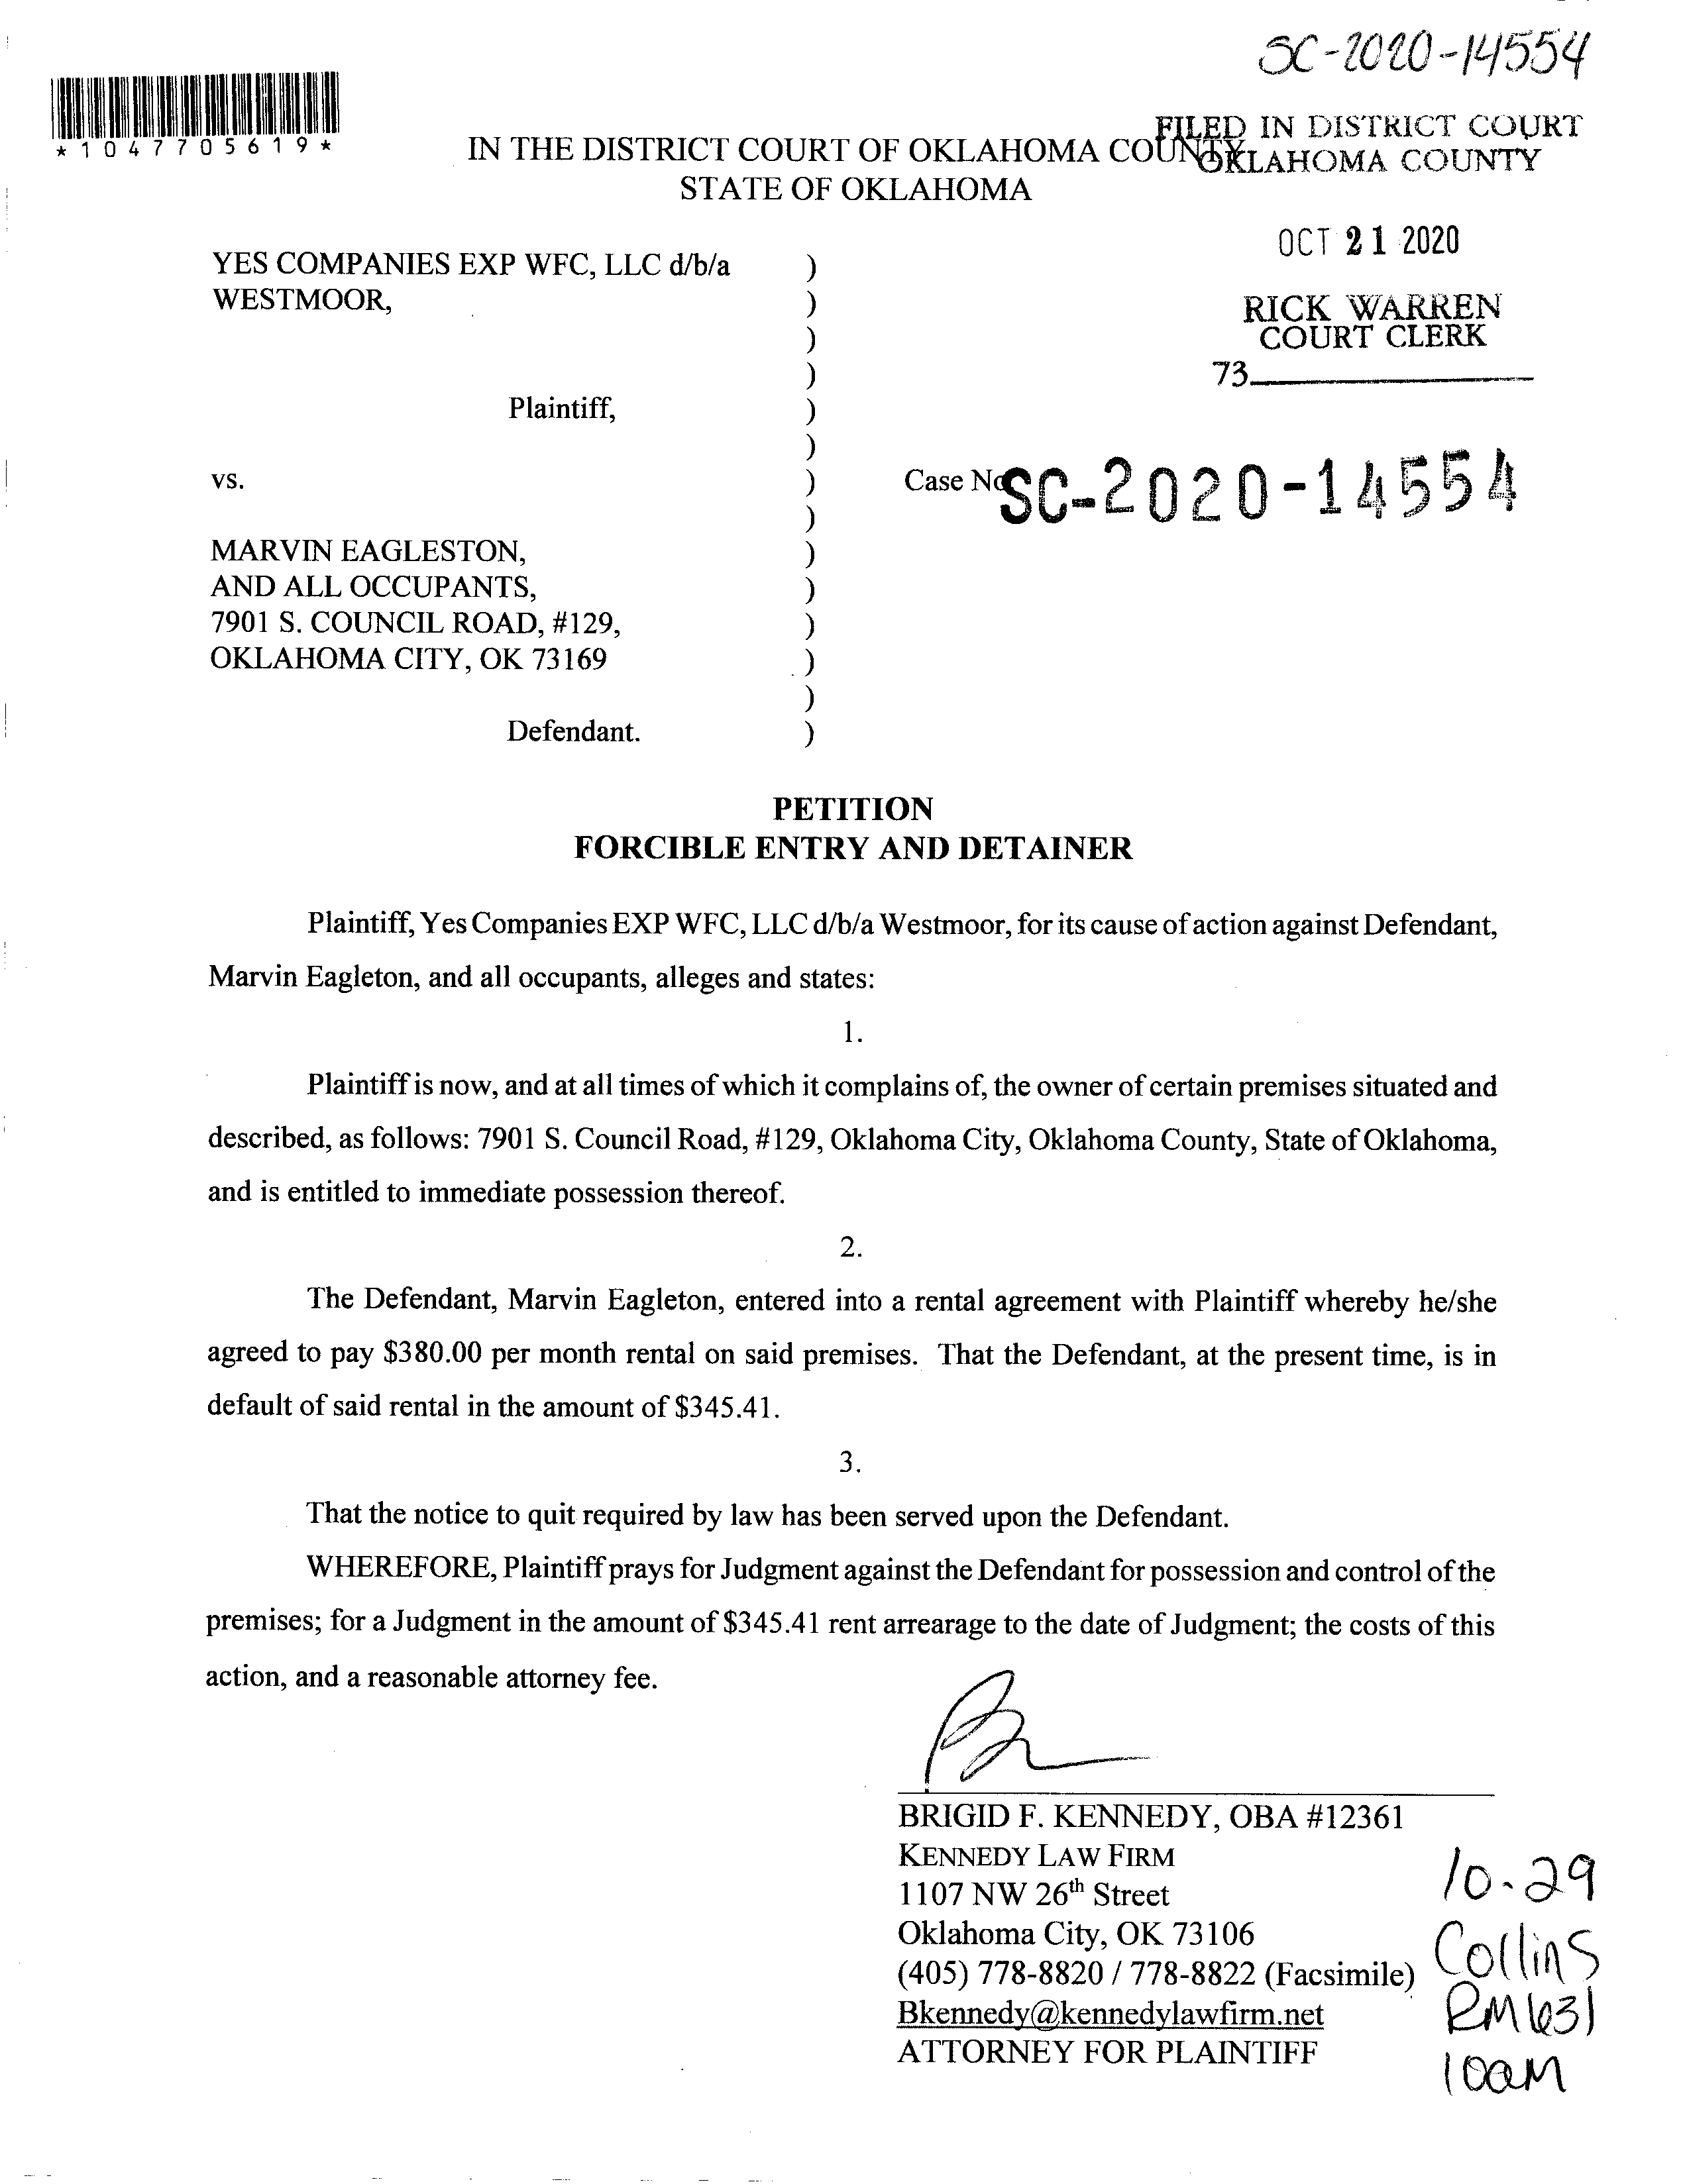 SC-2020-14554
*1047705619*
FILED IN DISTRICT COURT
OKLAHOMA COUNTY
IN THE DISTRICT COURT OF OKLAHOMA COUNTY
STATE OF OKLAHOMA
OCT 21 2020
RICK WARREN
COURT CLERK
73
YES COMPANIES EXP WFC, LLC d/b/a )
WESTMOOR, )
)
)
Plaintiff, )
)
vs. ) Case No SC-2020-14554
)
MARVIN EAGLESTON, )
AND ALL OCCUPANTS, )
7901 S. COUNCIL ROAD, #129, )
OKLAHOMA CITY, OK 73169 )
)
Defendant. )
PETITION
FORCIBLE ENTRY AND DETAINER
Plaintiff, Yes Companies EXP WFC, LLC d/b/a Westmoor, for its cause of action against Defendant,
Marvin Eagleton, and all occupants, alleges and states:
1.
Plaintiff is now, and at all times of which it complains of, the owner of certain premises situated and
described, as follows: 7901 S. Council Road, #129, Oklahoma City, Oklahoma County, State of Oklahoma,
and is entitled to immediate possession thereof.
2.
The Defendant, Marvin Eagleton, entered into a rental agreement with Plaintiff whereby he/she
agreed to pay $380.00 per month rental on said premises. That the Defendant, at the present time, is in
default of said rental in the amount of $345.41.
3.
That the notice to quit required by law has been served upon the Defendant.
WHEREFORE, Plaintiff prays for Judgment against the Defendant for possession and control of the
premises; for a Judgment in the amount of $345.41 rent arrearage to the date of Judgment; the costs of this
action, and a reasonable attorney fee.
BRIGID F. KENNEDY, OBA #12361
KENNEDY LAW FIRM
1107 NW 26th Street
Oklahoma City, OK 73106
(405) 778-8820 / 778-8822 (Facsimile)
Bkennedy@kennedylawfirm.net
ATTORNEY FOR PLAINTIFF
10-29
Collins
RM 631
10am